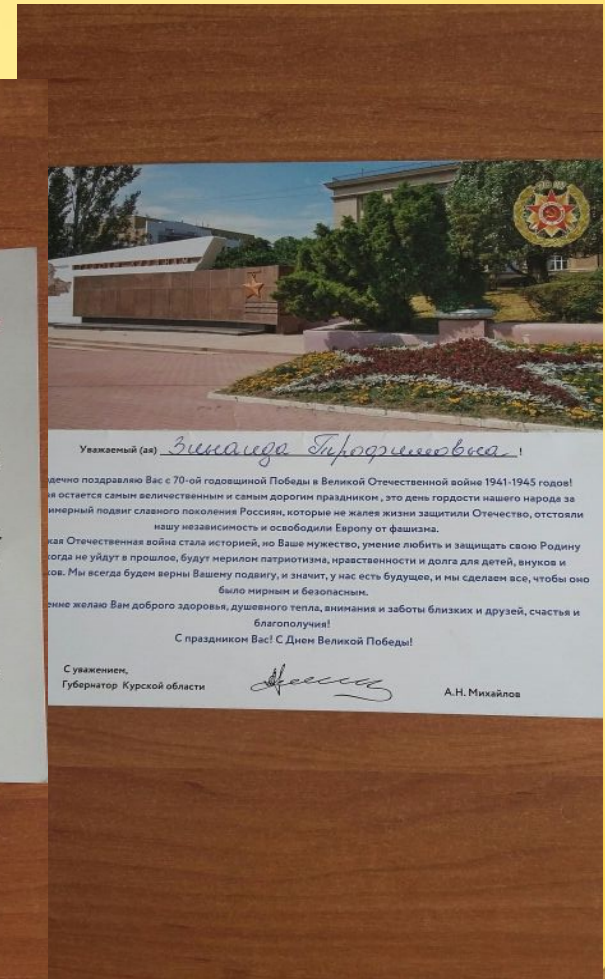 Уважаемый (ая) Зинаида Трофимовна !
дечно поздравляю Вас с 70-ой годовщиной Победы в Великой Отечественной войне 1941-1945 годов!
я остается самым величественным и самым дорогим праздником , это день гордости нашего народа за
имерный подвиг славного поколения Россиян, которые не жалея жизни защитили Отечество, отстояли
нашу независимость и освободили Европу от фашизма.
кая Отечественная война стала историей, но Ваше мужество, умение любить и защищать свою Родину
когда не уйдут в прошлое, будут мерилом патриотизма, нравственности и долга для детей, внуков и
ков. Мы всегда будем верны Вашему подвигу, и значит, у нас есть будущее, и мы сделаем все, чтобы оно
было мирным и безопасным.
енне желаю Вам доброго здоровья, душевного тепла, внимания и заботы близких и друзей, счастья и
благополучия!
С праздником Вас! С Днем Великой Победы!
С уважением,
Губернатор Курской области
А.Н. Михайлов